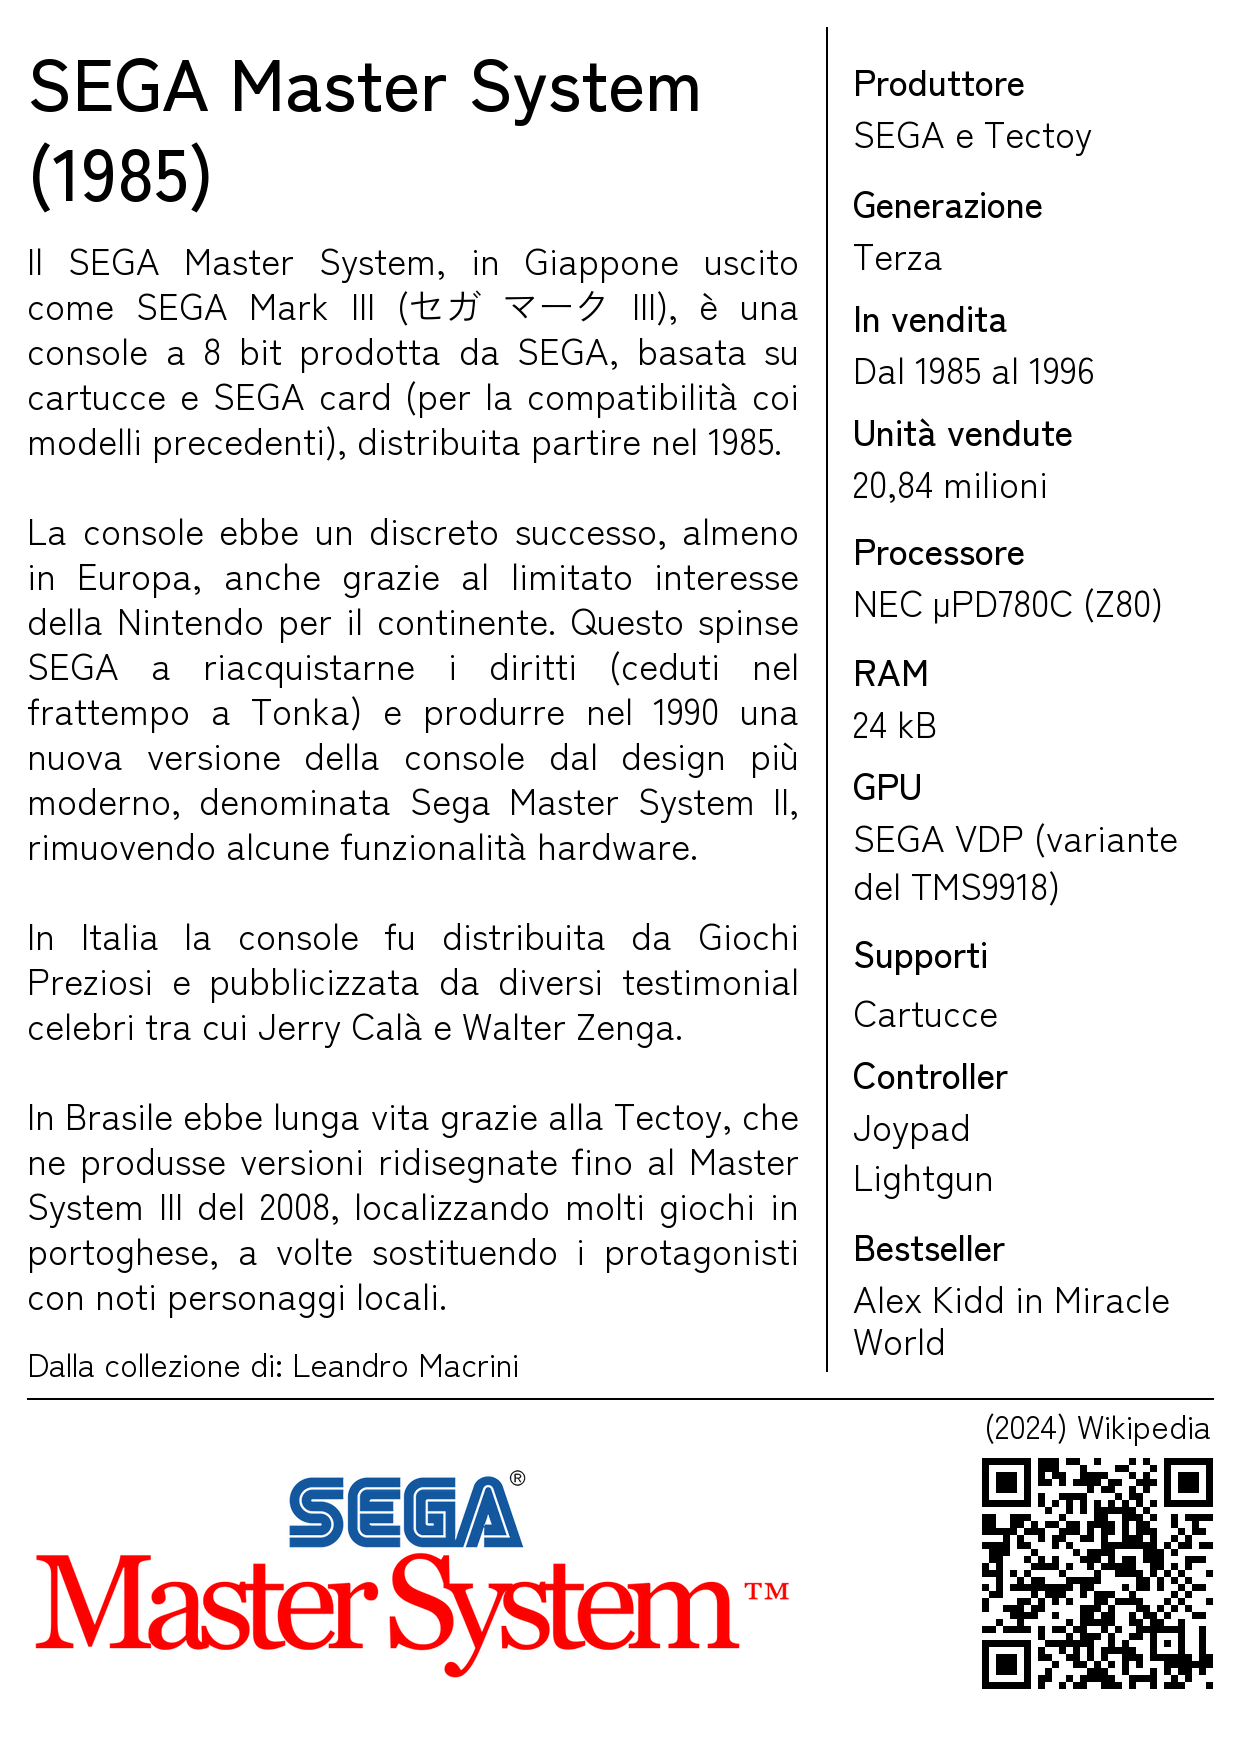 SEGA Master System
(1985)
Il SEGA Master System, in Giappone uscito
come SEGA Mark III (セガ マーク III), è una
console a 8 bit prodotta da SEGA, basata su
cartucce e SEGA card (per la compatibilità coi
modelli precedenti), distribuita partire nel 1985.
La console ebbe un discreto successo, almeno
in Europa, anche grazie al limitato interesse
della Nintendo per il continente. Questo spinse
SEGA a riacquistarne i diritti (ceduti nel
frattempo a Tonka) e produrre nel 1990 una
nuova versione della console dal design più
moderno, denominata Sega Master System II,
rimuovendo alcune funzionalità hardware.
In Italia la console fu distribuita da Giochi
Preziosi e pubblicizzata da diversi testimonial
celebri tra cui Jerry Calà e Walter Zenga.
In Brasile ebbe lunga vita grazie alla Tectoy, che
ne produsse versioni ridisegnate fino al Master
System III del 2008, localizzando molti giochi in
portoghese, a volte sostituendo i protagonisti
con noti personaggi locali.
Dalla collezione di: Leandro Macrini
Produttore
SEGA e Tectoy
Generazione
Terza
In vendita
Dal 1985 al 1996
Unità vendute
20,84 milioni
Processore
NEC µPD780C (Z80)
RAM
24 kB
GPU
SEGA VDP (variante
del TMS9918)
Supporti
Cartucce
Controller
Joypad
Lightgun
Bestseller
Alex Kidd in Miracle
World
(2024) Wikipedia
SEGA®
Master System™